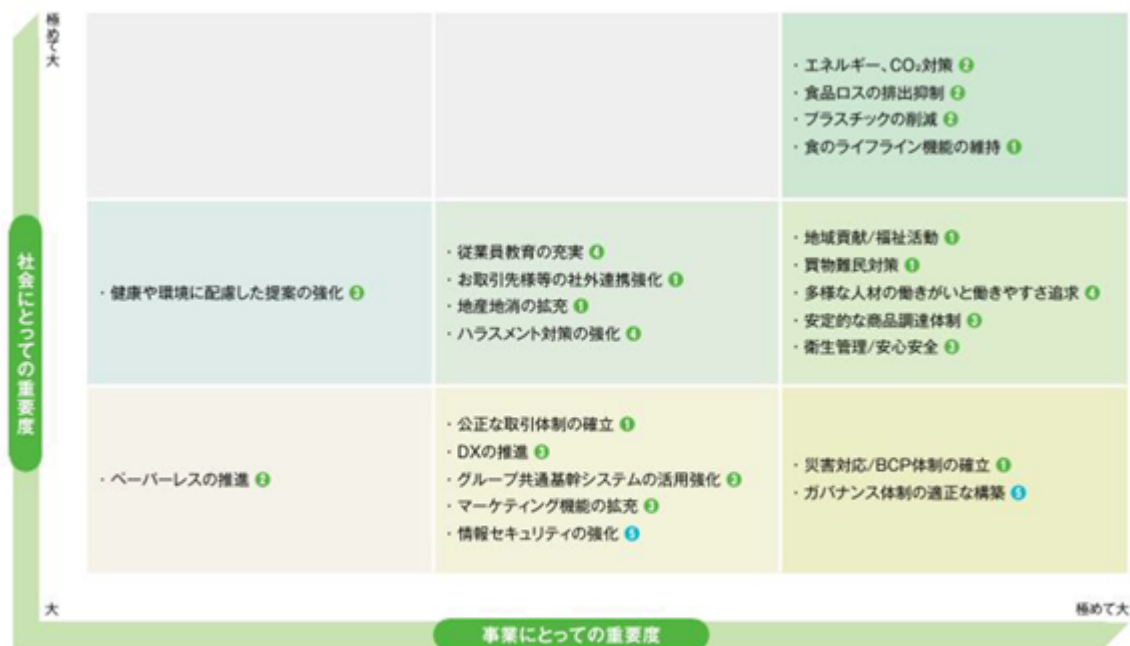 極めて大
・エネルギー、CO₂対策 ❷
・食品ロスの排出抑制 ❷
・プラスチックの削減 ❷
・食のライフライン機能の維持 ❶
社会にとっての重要度
・健康や環境に配慮した提案の強化 ❸
・従業員教育の充実 ❹
・お取引先様等の社外連携強化 ❶
・地産地消の拡充 ❶
・ハラスメント対策の強化 ❹
・地域貢献/福祉活動 ❶
・買物難民対策 ❶
・多様な人材の働きがいと働きやすさ追求 ❹
・安定的な商品調達体制 ❸
・衛生管理/安心安全 ❸
・ペーパーレスの推進 ❷
・公正な取引体制の確立 ❶
・DXの推進 ❸
・グループ共通基幹システムの活用強化 ❸
・マーケティング機能の拡充 ❸
・情報セキュリティの強化 ❺
・災害対応/BCP体制の確立 ❶
・ガバナンス体制の適正な構築 ❺
大
極めて大
事業にとっての重要度